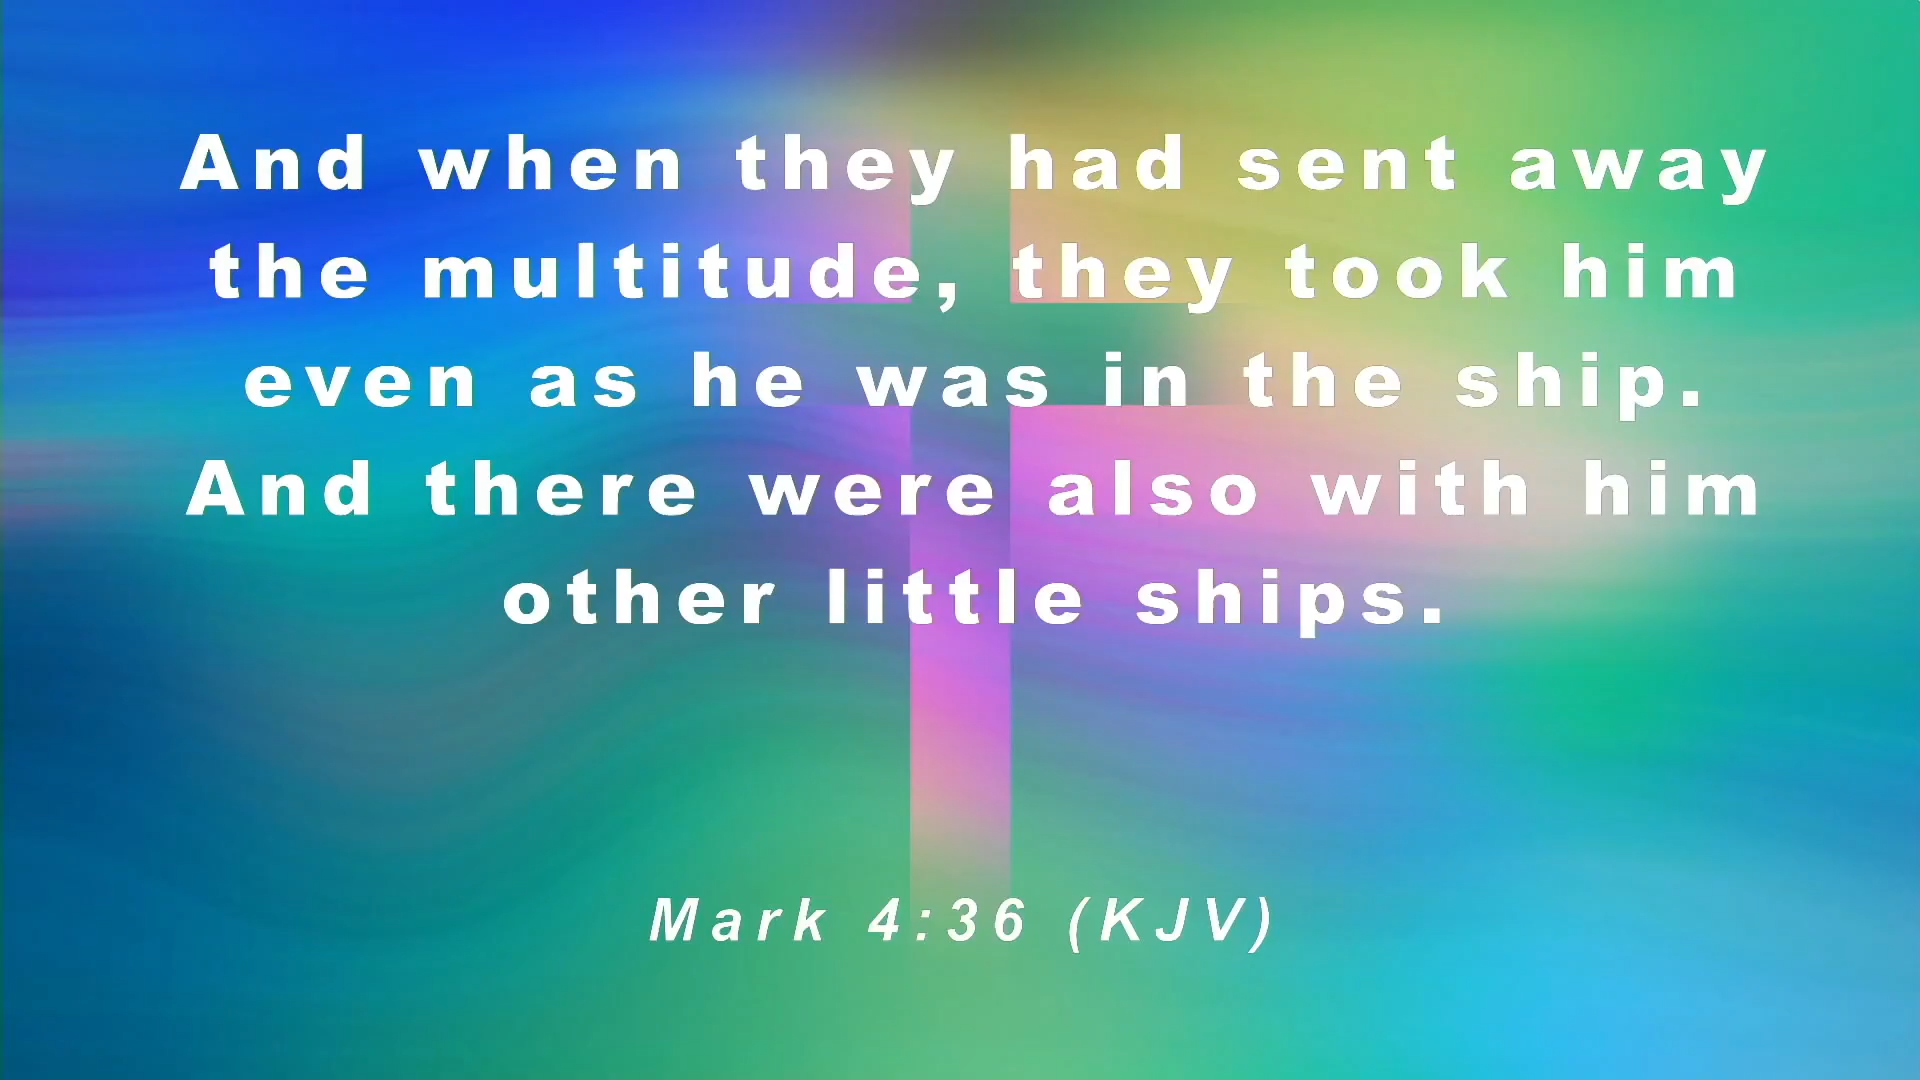 And when they had sent away
the multitude, they took him
even as he was in the ship.
And there were also with him
other little ships.
Mark 4:36 (KJV)